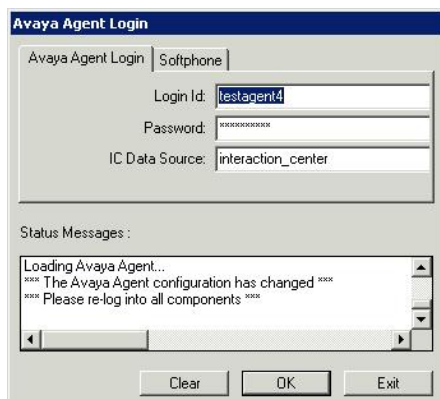 Avaya Agent Login
Avaya Agent Login Softphone
Login Id: testagent4
Password: **********
IC Data Source: interaction_center
Status Messages :
Loading Avaya Agent...
*** The Avaya Agent configuration has changed ***
*** Please re-log into all components ***
Clear OK Exit